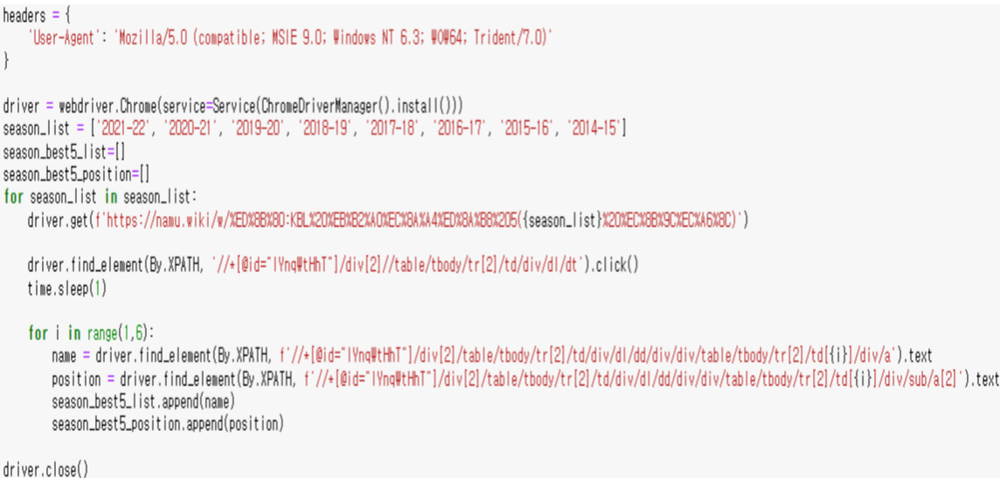 headers = {
    'User-Agent': 'Mozilla/5.0 (compatible; MSIE 9.0; Windows NT 6.3; WOW64; Trident/7.0)'
}
driver = webdriver.Chrome(service=Service(ChromeDriverManager().install()))
season_list = ['2021-22', '2020-21', '2019-20', '2018-19', '2017-18', '2016-17', '2015-16', '2014-15']
season_best5_list=[]
season_best5_position=[]
for season_list in season_list:
    driver.get(f'https://namu.wiki/w/%ED%8B%80:KBL%20%EB%B2%A0%EC%8A%A4%ED%8A%B8%205({season_list}%20%EC%8B%9C%EC%A6%8C)')
    driver.find_element(By.XPATH, '//*[@id="lYnqWtHhT"]/div[2]//table/tbody/tr[2]/td/div/dl/dt').click()
    time.sleep(1)
    for i in range(1,6):
        name = driver.find_element(By.XPATH, f'//*[@id="lYnqWtHhT"]/div[2]/table/tbody/tr[2]/td/div/dl/dd/div/div/table/tbody/tr[2]/td[{i}]/div/a').text
        position = driver.find_element(By.XPATH, f'//*[@id="lYnqWtHhT"]/div[2]/table/tbody/tr[2]/td/div/dl/dd/div/div/table/tbody/tr[2]/td[{i}]/div/sub/a[2]').text
        season_best5_list.append(name)
        season_best5_position.append(position)
driver.close()